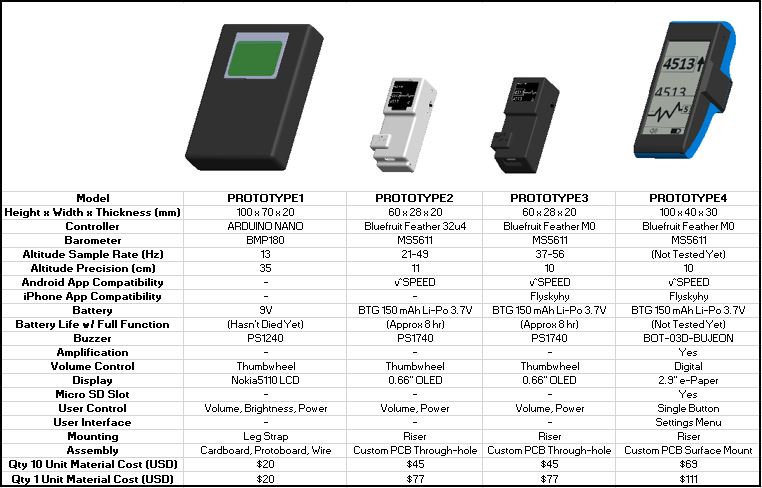 4513
4513
Model PROTOTYPE1 PROTOTYPE2 PROTOTYPE3 PROTOTYPE4
Height x Width x Thickness (mm) 100 x 70 x 20 60 x 28 x 20 60 x 28 x 20 100 x 40 x 30
Controller ARDUINO NANO Bluefruit Feather 32u4 Bluefruit Feather M0 Bluefruit Feather M0
Barometer BMP180 MS5611 MS5611 MS5611
Altitude Sample Rate (Hz) 13 21-49 37-56 (Not Tested Yet)
Altitude Precision (cm) 35 11 10 10
Android App Compatibility - v^SPEED v^SPEED v^SPEED
iPhone App Compatibility - - Flyskyhy Flyskyhy
Battery 9V BTG 150 mAh Li-Po 3.7V BTG 150 mAh Li-Po 3.7V BTG 150 mAh Li-Po 3.7V
Battery Life w/ Full Function (Hasn't Died Yet) (Approx 8 hr) (Approx 8 hr) (Not Tested Yet)
Buzzer PS1240 PS1740 PS1740 BOT-03D-BUJEON
Amplification - - - Yes
Volume Control Thumbwheel Thumbwheel Thumbwheel Digital
Display Nokia5110 LCD 0.66" OLED 0.66" OLED 2.9" e-Paper
Micro SD Slot - - - Yes
User Control Volume, Brightness, Power Volume, Power Volume, Power Single Button
User Interface - - - Settings Menu
Mounting Leg Strap Riser Riser Riser
Assembly Cardboard, Protoboard, Wire Custom PCB Through-hole Custom PCB Through-hole Custom PCB Surface Mount
Qty 10 Unit Material Cost (USD) $20 $45 $45 $69
Qty 1 Unit Material Cost (USD) $20 $77 $77 $111